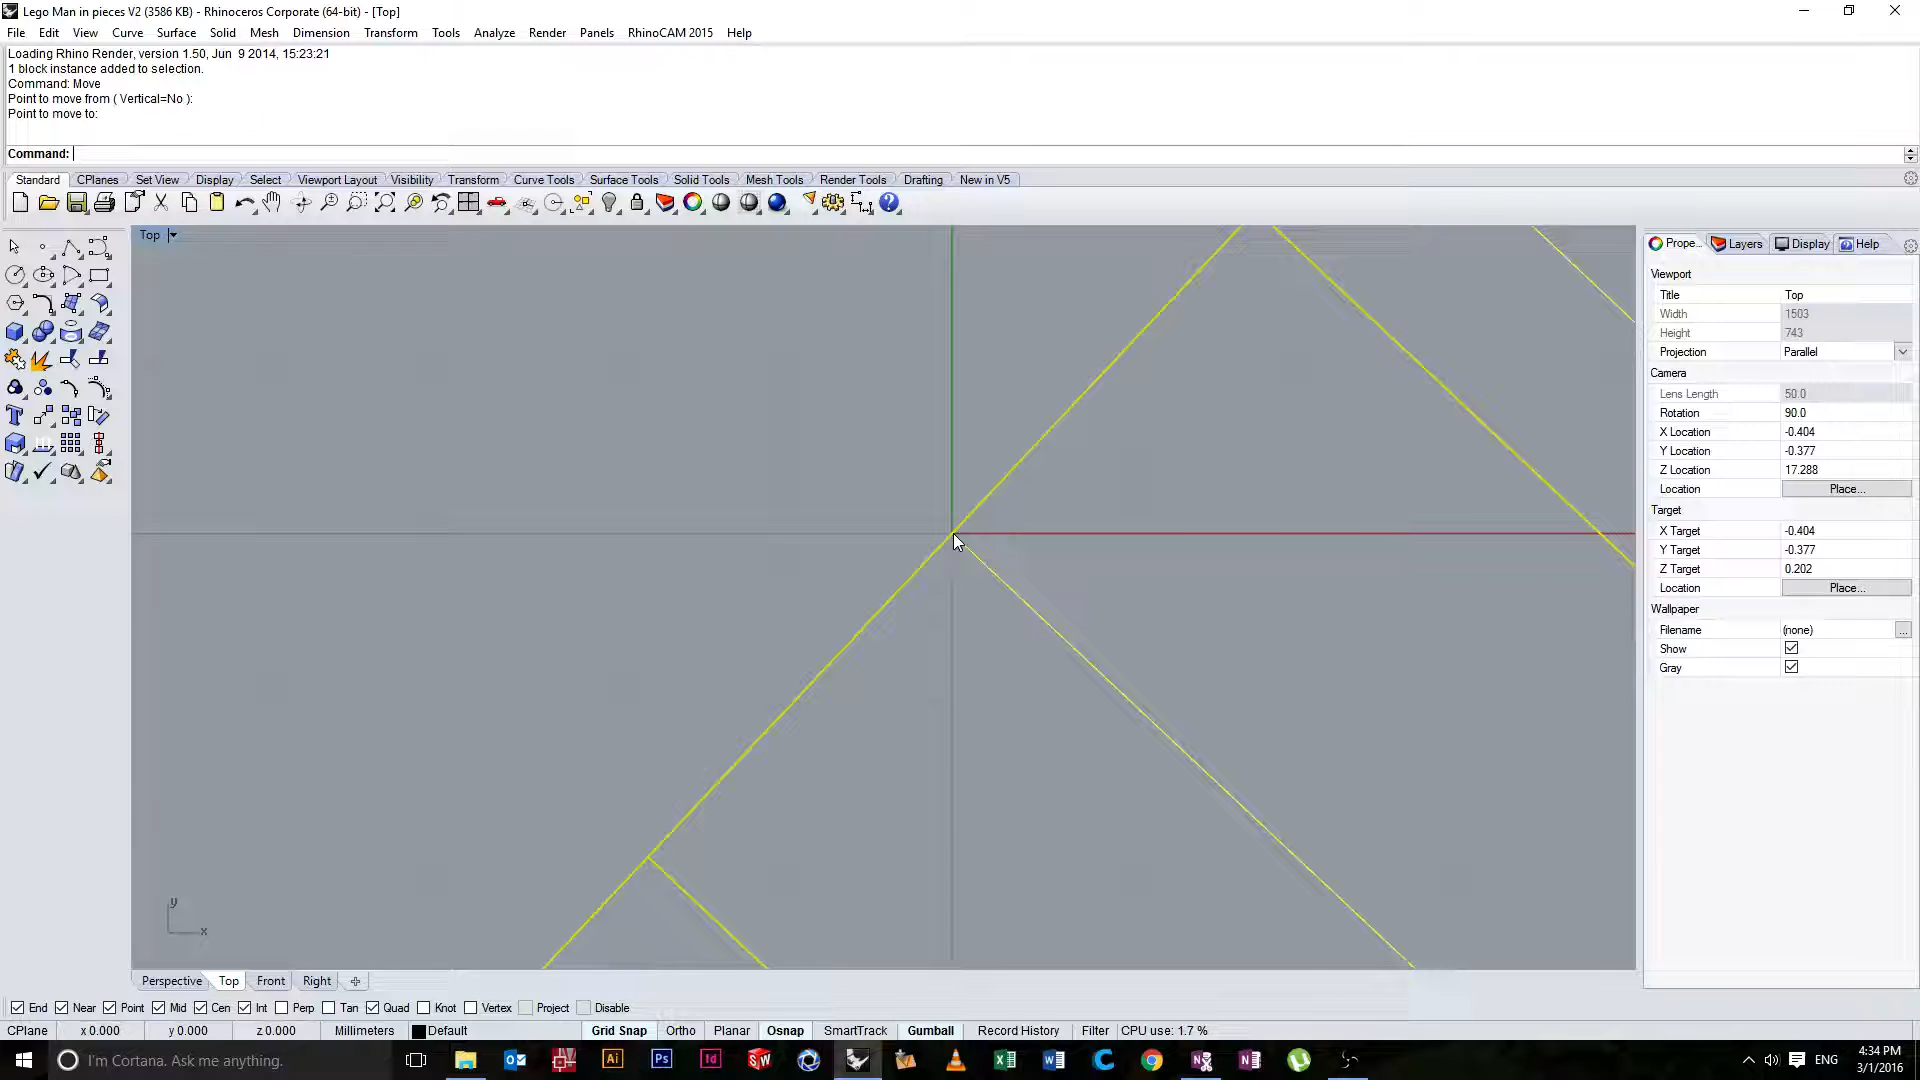 Lego Man in pieces V2 (3586 KB) - Rhinoceros Corporate (64-bit) - [Top]
File Edit View Curve Surface Solid Mesh Dimension Transform Tools Analyze Render Panels RhinoCAM 2015 Help
Loading Rhino Render, version 1.50, Jun 9 2014, 15:23:21
1 block instance added to selection.
Command: Move
Point to move from ( Vertical=No ):
Point to move to:
Command:
Standard CPlanes Set View Display Select Viewport Layout Visibility Transform Curve Tools Surface Tools Solid Tools Mesh Tools Render Tools Drafting New in V5
Top
Prope... Layers Display Help
Viewport
Title Top
Width 1503
Height 743
Projection Parallel
Camera
Lens Length 50.0
Rotation 90.0
X Location -0.404
Y Location -0.377
Z Location 17.288
Location Place...
Target
X Target -0.404
Y Target -0.377
Z Target 0.202
Location Place...
Wallpaper
Filename (none) ...
Show
Gray
y
x
Perspective Top Front Right
End Near Point Mid Cen Int Perp Tan Quad Knot Vertex Project Disable
CPlane x 0.000 y 0.000 z 0.000 Millimeters Default Grid Snap Ortho Planar Osnap SmartTrack Gumball Record History Filter CPU use: 1.7 %
I'm Cortana. Ask me anything.
ENG
4:34 PM
3/1/2016